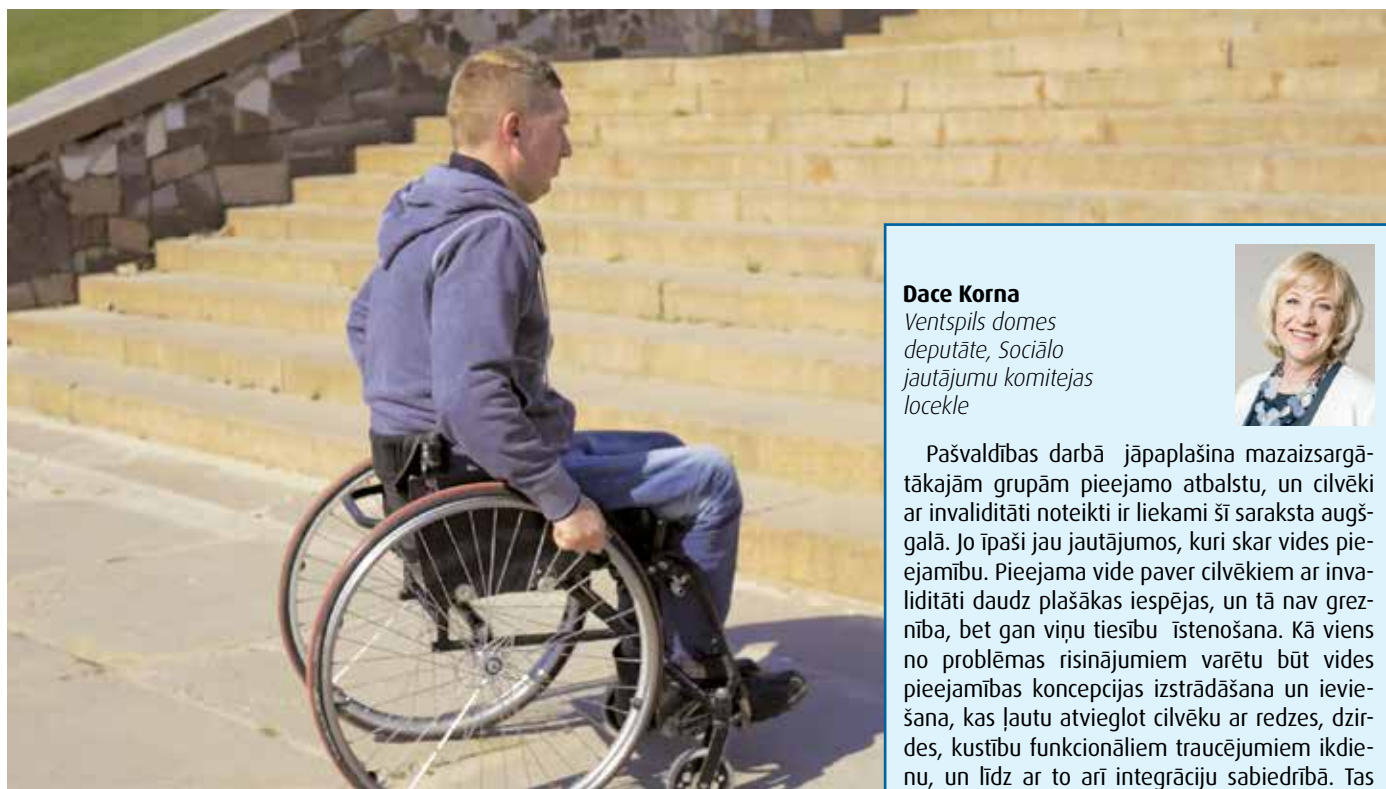 Dace Korna
Ventspils domes
deputāte, Sociālo
jautājumu komitejas
locekle
Pašvaldības darbā jāpaplašina mazaizsargā-
tākajām grupām pieejamo atbalstu, un cilvēki
ar invaliditāti noteikti ir liekami šī saraksta augš-
galā. Jo īpaši jau jautājumos, kuri skar vides pie-
ejamību. Pieejama vide paver cilvēkiem ar inva-
liditāti daudz plašākas iespējas, un tā nav grez-
nība, bet gan viņu tiesību īstenošana. Kā viens
no problēmas risinājumiem varētu būt vides
pieejamības koncepcijas izstrādāšana un ievie-
šana, kas ļautu atvieglot cilvēku ar redzes, dzir-
des, kustību funkcionāliem traucējumiem ikdie-
nu, un līdz ar to arī integrāciju sabiedrībā. Tas